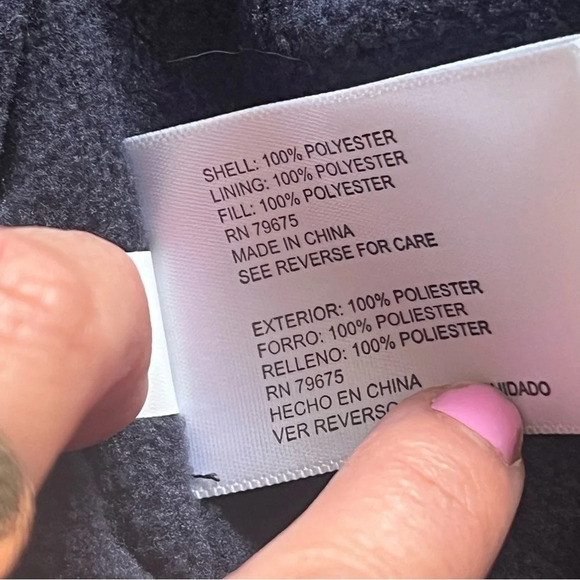 SHELL: 100% POLYESTER
LINING: 100% POLYESTER
FILL: 100% POLYESTER
RN 79675
MADE IN CHINA
SEE REVERSE FOR CARE
EXTERIOR: 100% POLIESTER
FORRO: 100% POLIESTER
RELLENO: 100% POLIESTER
RN 79675
HECHO EN CHINA
VER REVERSO